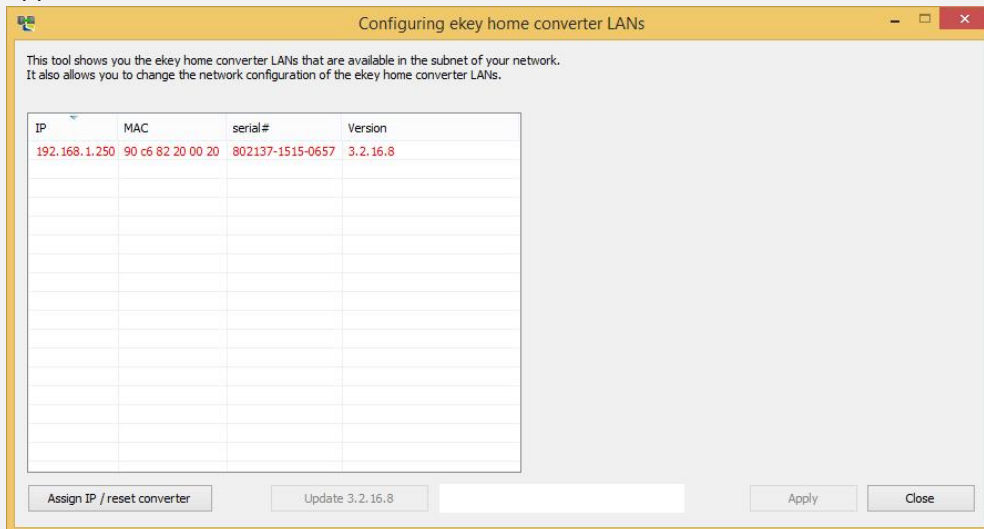 Configuring ekey home converter LANs
This tool shows you the ekey home converter LANs that are available in the subnet of your network.
It also allows you to change the network configuration of the ekey home converter LANs.
IP MAC serial# Version
192.168.1.250 90 c6 82 20 00 20 802137-1515-0657 3.2.16.8
Assign IP / reset converter Update 3.2.16.8 Apply Close